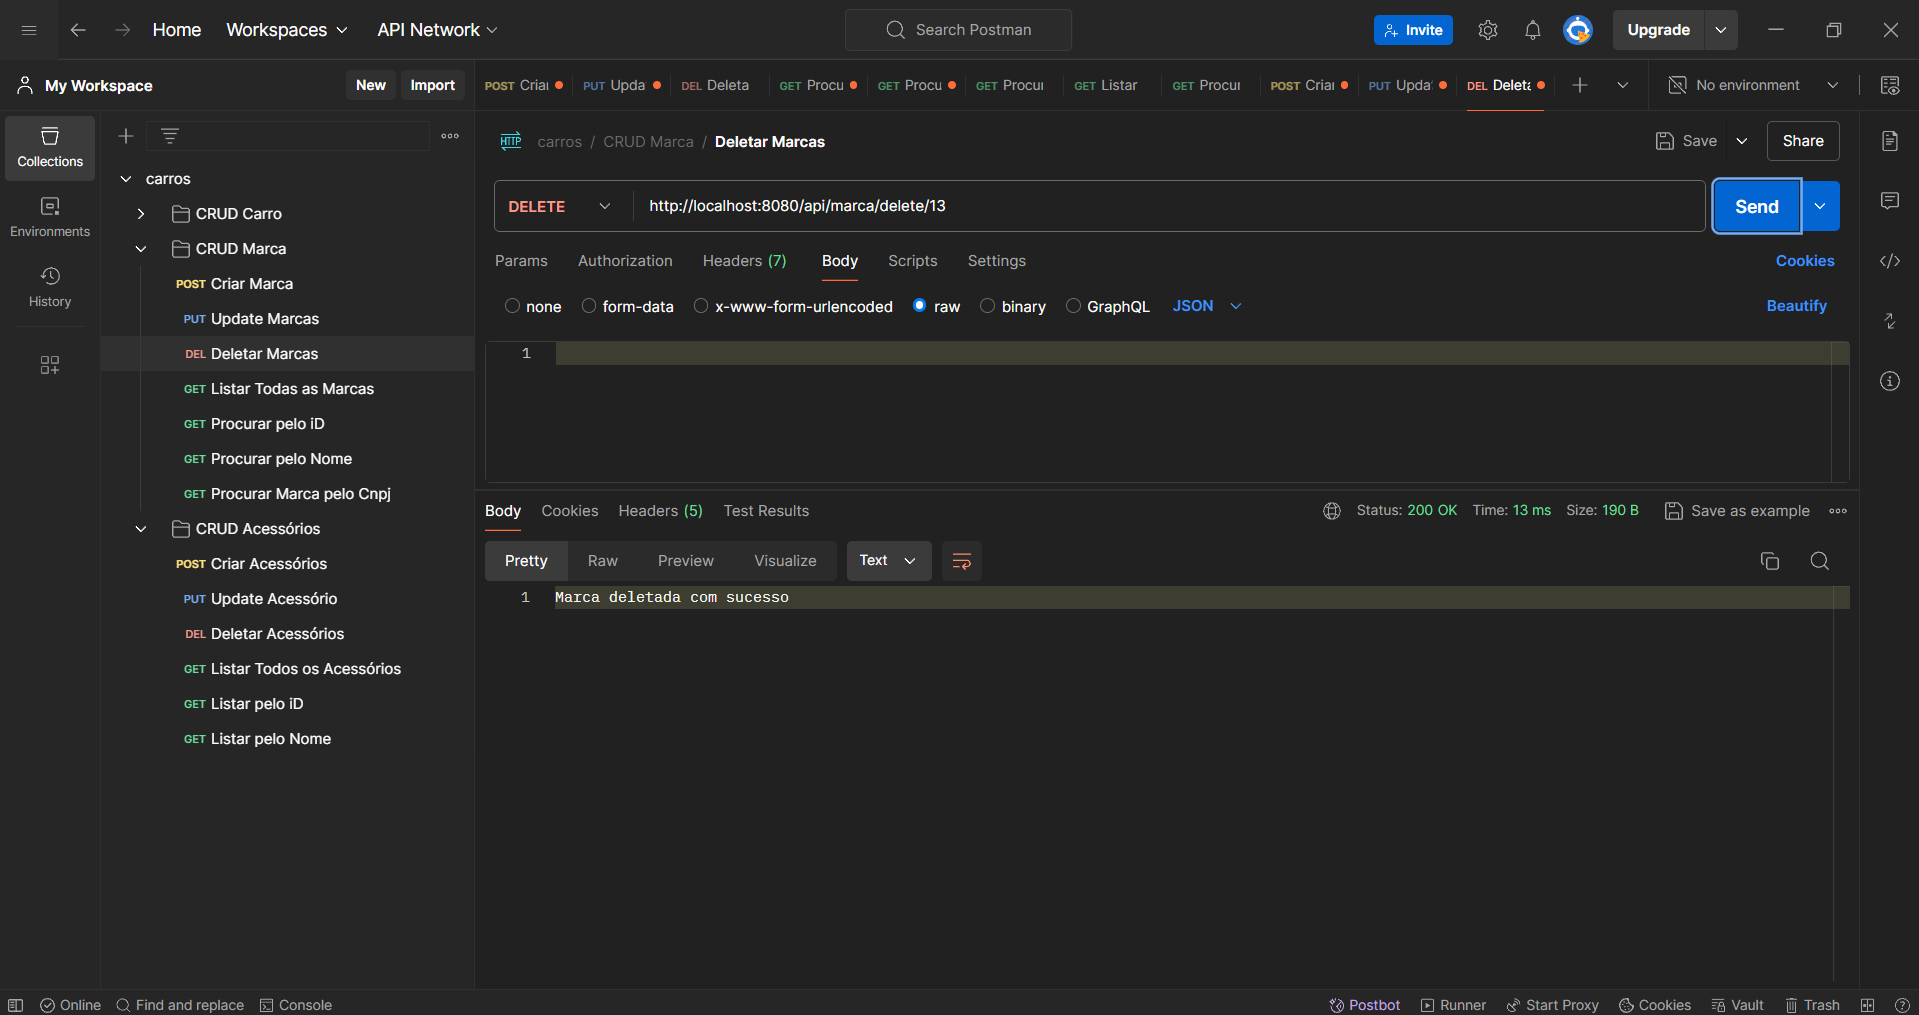 Home Workspaces API Network Search Postman Invite Upgrade
My Workspace New Import POST Criar PUT Upda DEL Deleta GET Procu GET Procu GET Procur GET Listar GET Procur POST Criar PUT Upda DEL Deleta No environment
Collections
Environments
History
carros
CRUD Carro
CRUD Marca
POST Criar Marca
PUT Update Marcas
DEL Deletar Marcas
GET Listar Todas as Marcas
GET Procurar pelo iD
GET Procurar pelo Nome
GET Procurar Marca pelo Cnpj
CRUD Acessórios
POST Criar Acessórios
PUT Update Acessório
DEL Deletar Acessórios
GET Listar Todos os Acessórios
GET Listar pelo iD
GET Listar pelo Nome
HTTP carros / CRUD Marca / Deletar Marcas Save Share
DELETE http://localhost:8080/api/marca/delete/13 Send
Params Authorization Headers (7) Body Scripts Settings Cookies
none form-data x-www-form-urlencoded raw binary GraphQL JSON Beautify
1
Body Cookies Headers (5) Test Results Status: 200 OK Time: 13 ms Size: 190 B Save as example
Pretty Raw Preview Visualize Text
1 Marca deletada com sucesso
Online Find and replace Console Postbot Runner Start Proxy Cookies Vault Trash